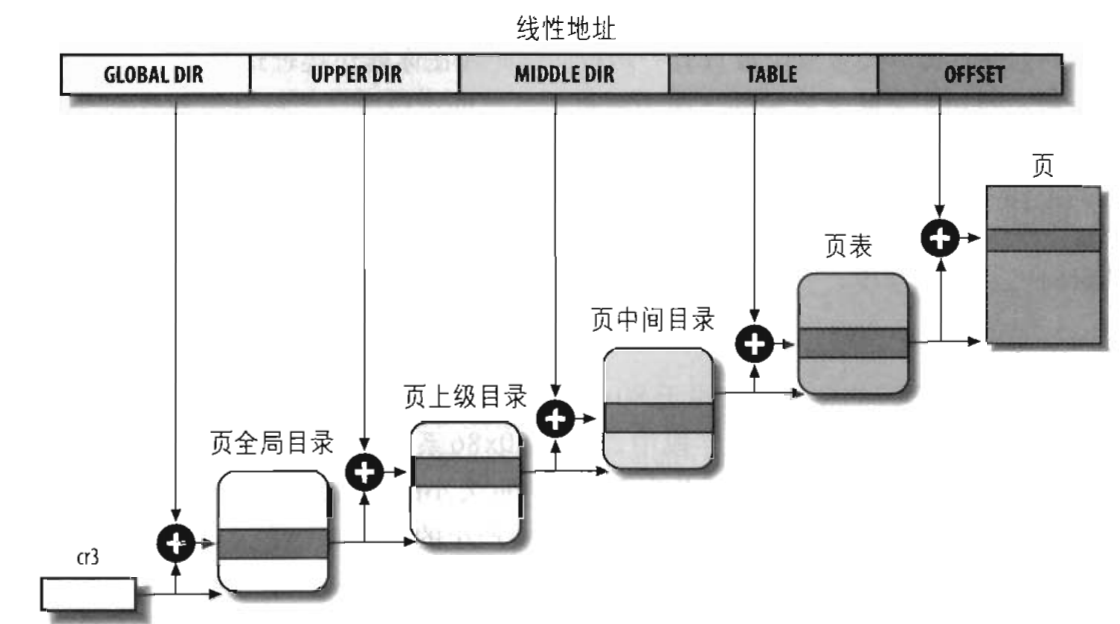 线性地址
GLOBAL DIR
UPPER DIR
MIDDLE DIR
TABLE
OFFSET
页
页表
页中间目录
页上级目录
页全局目录
cr3